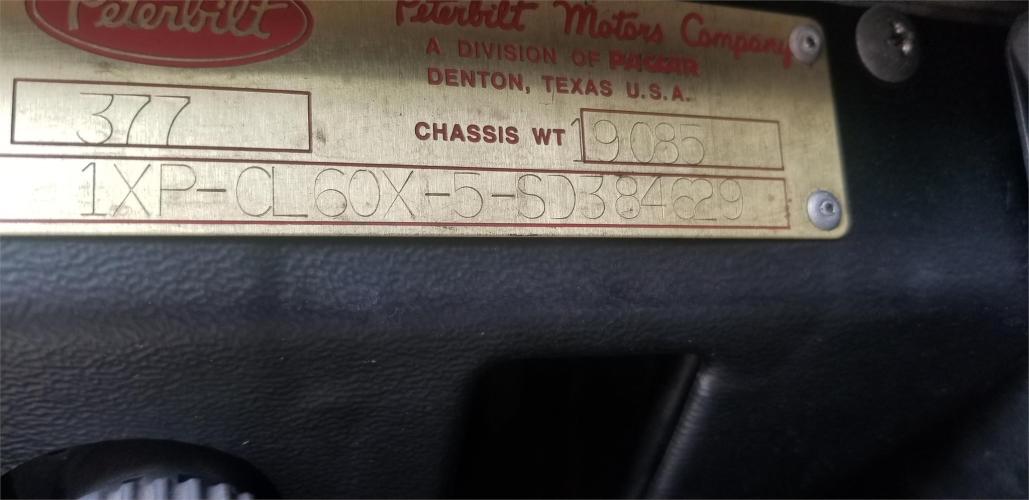 Peterbilt
Peterbilt Motors Company
A DIVISION OF PACCAR
DENTON, TEXAS U.S.A.
377
CHASSIS WT 19085
1XP-CL60X-5-SD384629